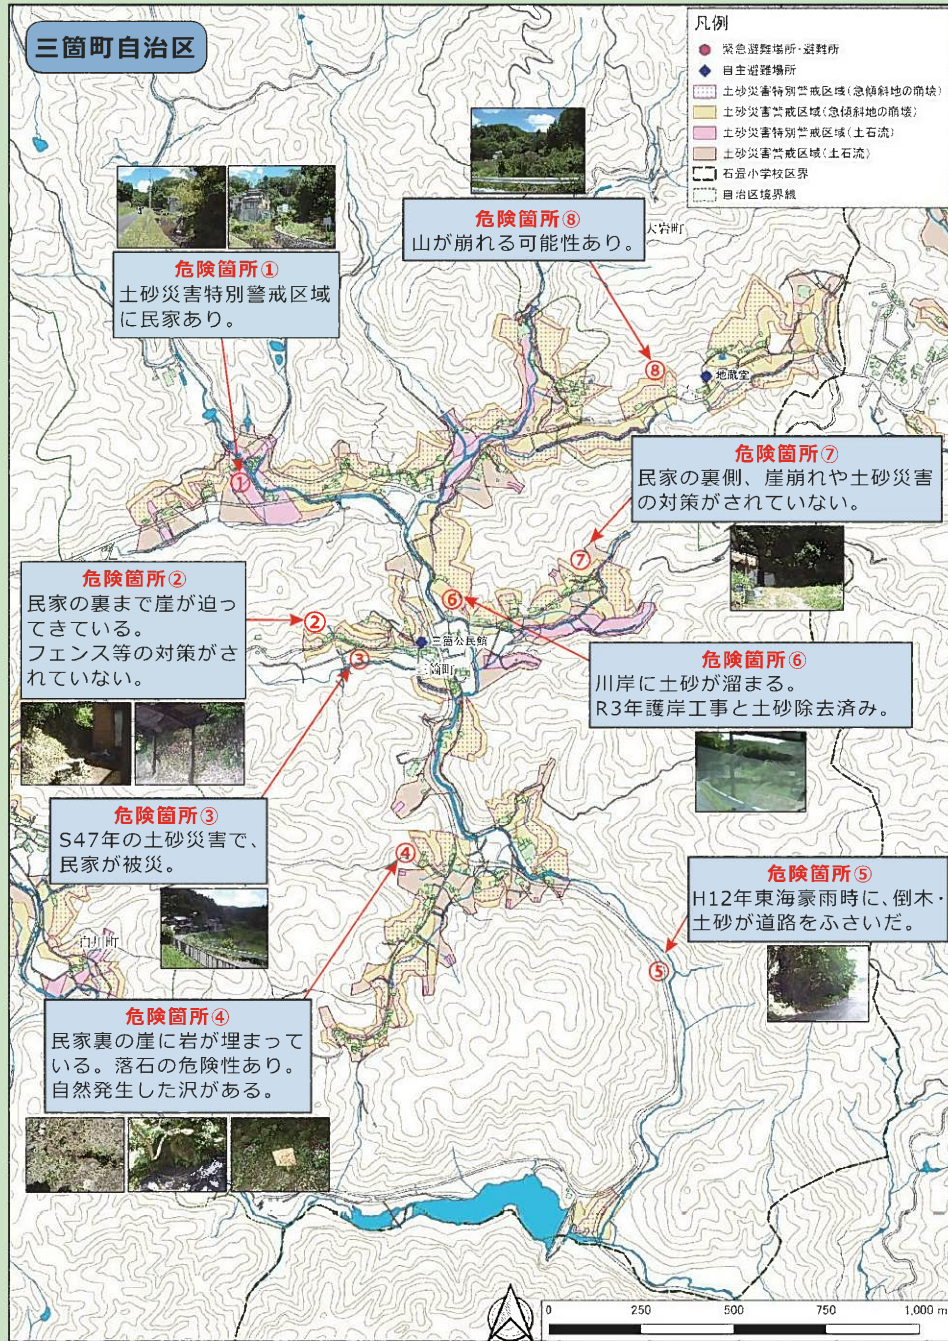 三箇町自治区
凡例
緊急避難場所・避難所
自主避難場所
土砂災害特別警戒区域(急傾斜地の崩壊)
土砂災害警戒区域(急傾斜地の崩壊)
土砂災害特別警戒区域(土石流)
土砂災害警戒区域(土石流)
石畳小学校区界
自治区境界線
危険箇所⑧
山が崩れる可能性あり。
大岩町
危険箇所①
土砂災害特別警戒区域
に民家あり。
⑧
地蔵堂
①
危険箇所⑦
民家の裏側、崖崩れや土砂災害
の対策がされていない。
⑦
危険箇所②
民家の裏まで崖が迫っ
てきている。
フェンス等の対策がさ
れていない。
⑥
②
三箇公民館
③
三箇町
危険箇所⑥
川岸に土砂が溜まる。
R3年護岸工事と土砂除去済み。
危険箇所③
S47年の土砂災害で、
民家が被災。
④
危険箇所⑤
H12年東海豪雨時に、倒木・
土砂が道路をふさいだ。
⑤
危険箇所④
民家裏の崖に岩が埋まって
いる。落石の危険性あり。
自然発生した沢がある。
0 250 500 750 1,000 m